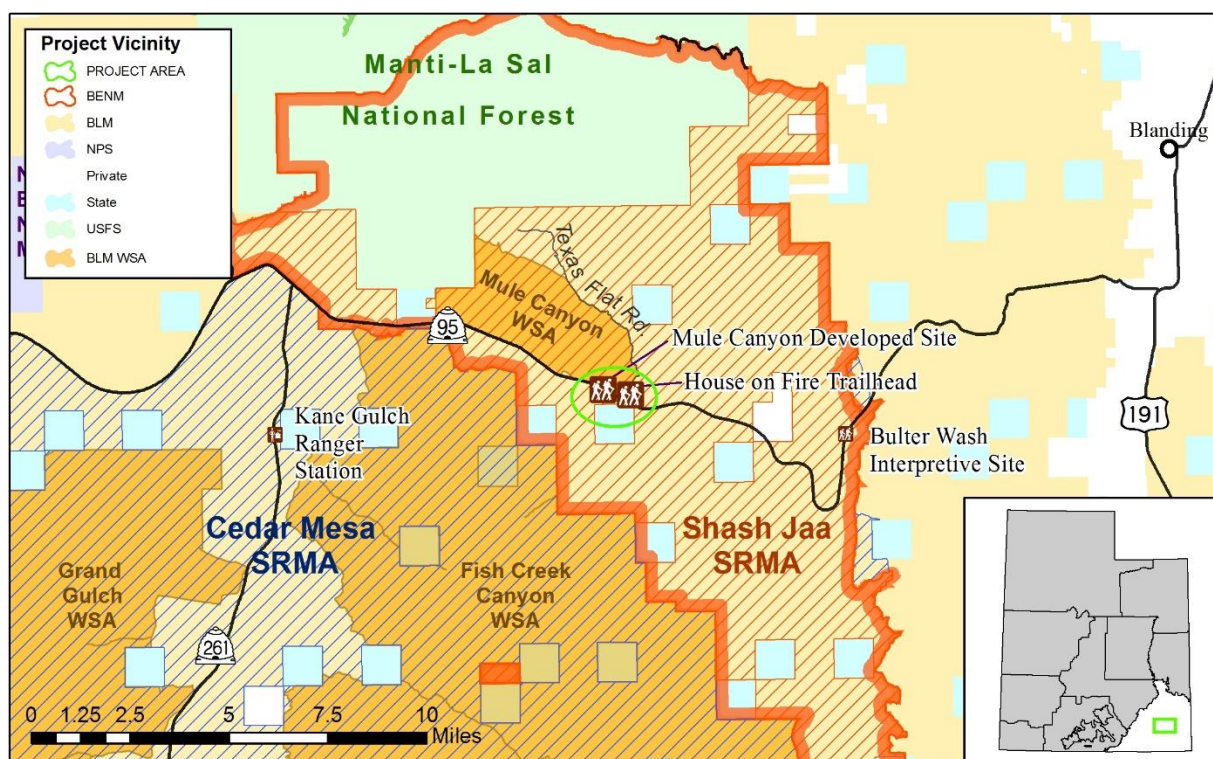 Project Vicinity
PROJECT AREA
BENM
BLM
NPS
Private
State
USFS
BLM WSA
N
B
N
M
Manti-La Sal
National Forest
Blanding
Texas Flat Rd
Mule Canyon
WSA
95
Mule Canyon Developed Site
House on Fire Trailhead
191
Kane Gulch
Ranger
Station
Bulter Wash
Interpretive Site
Cedar Mesa
SRMA
Shash Jaa
SRMA
Grand
Gulch
WSA
Fish Creek
Canyon
WSA
261
0 1.25 2.5 5 7.5 10
Miles